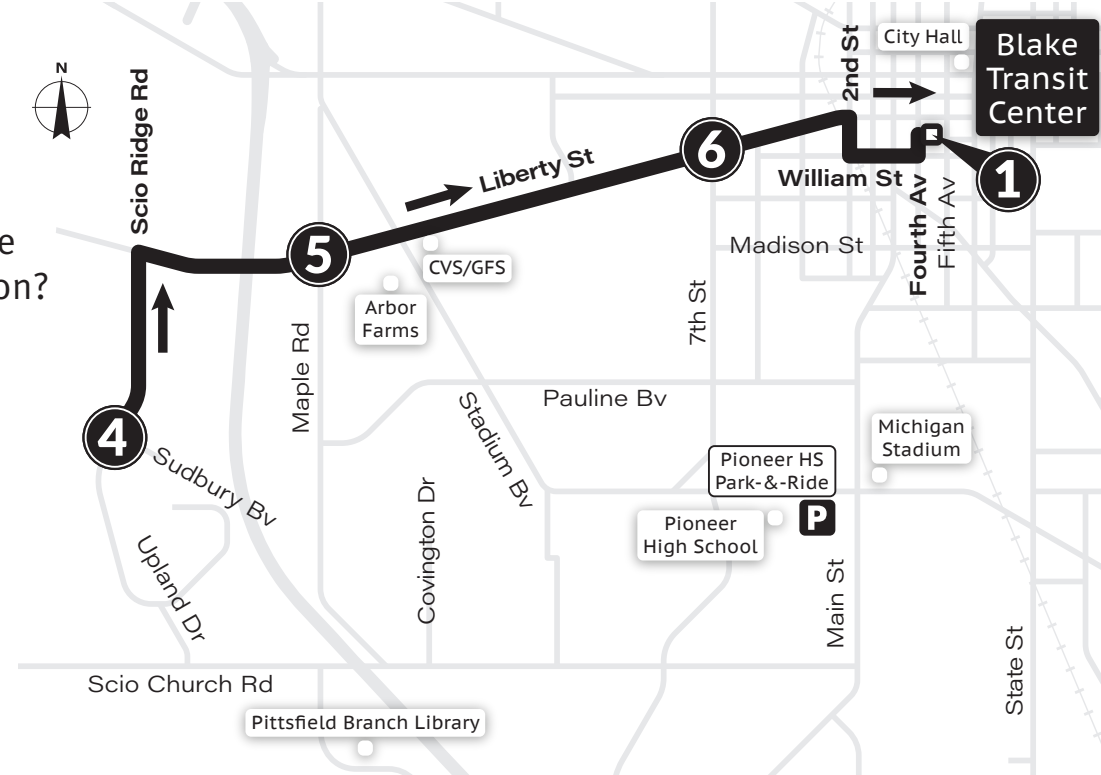 N
Scio Ridge Rd
2nd St
City Hall
Blake
Transit
Center
6
Liberty St
William St
1
Fourth Av
Fifth Av
Madison St
e
on?
5
CVS/GFS
Arbor
Farms
Maple Rd
7th St
Pauline Bv
Stadium Bv
4
Sudbury Bv
Michigan
Stadium
Pioneer HS
Park-&-Ride
P
Pioneer
High School
Covington Dr
Upland Dr
Main St
State St
Scio Church Rd
Pittsfield Branch Library